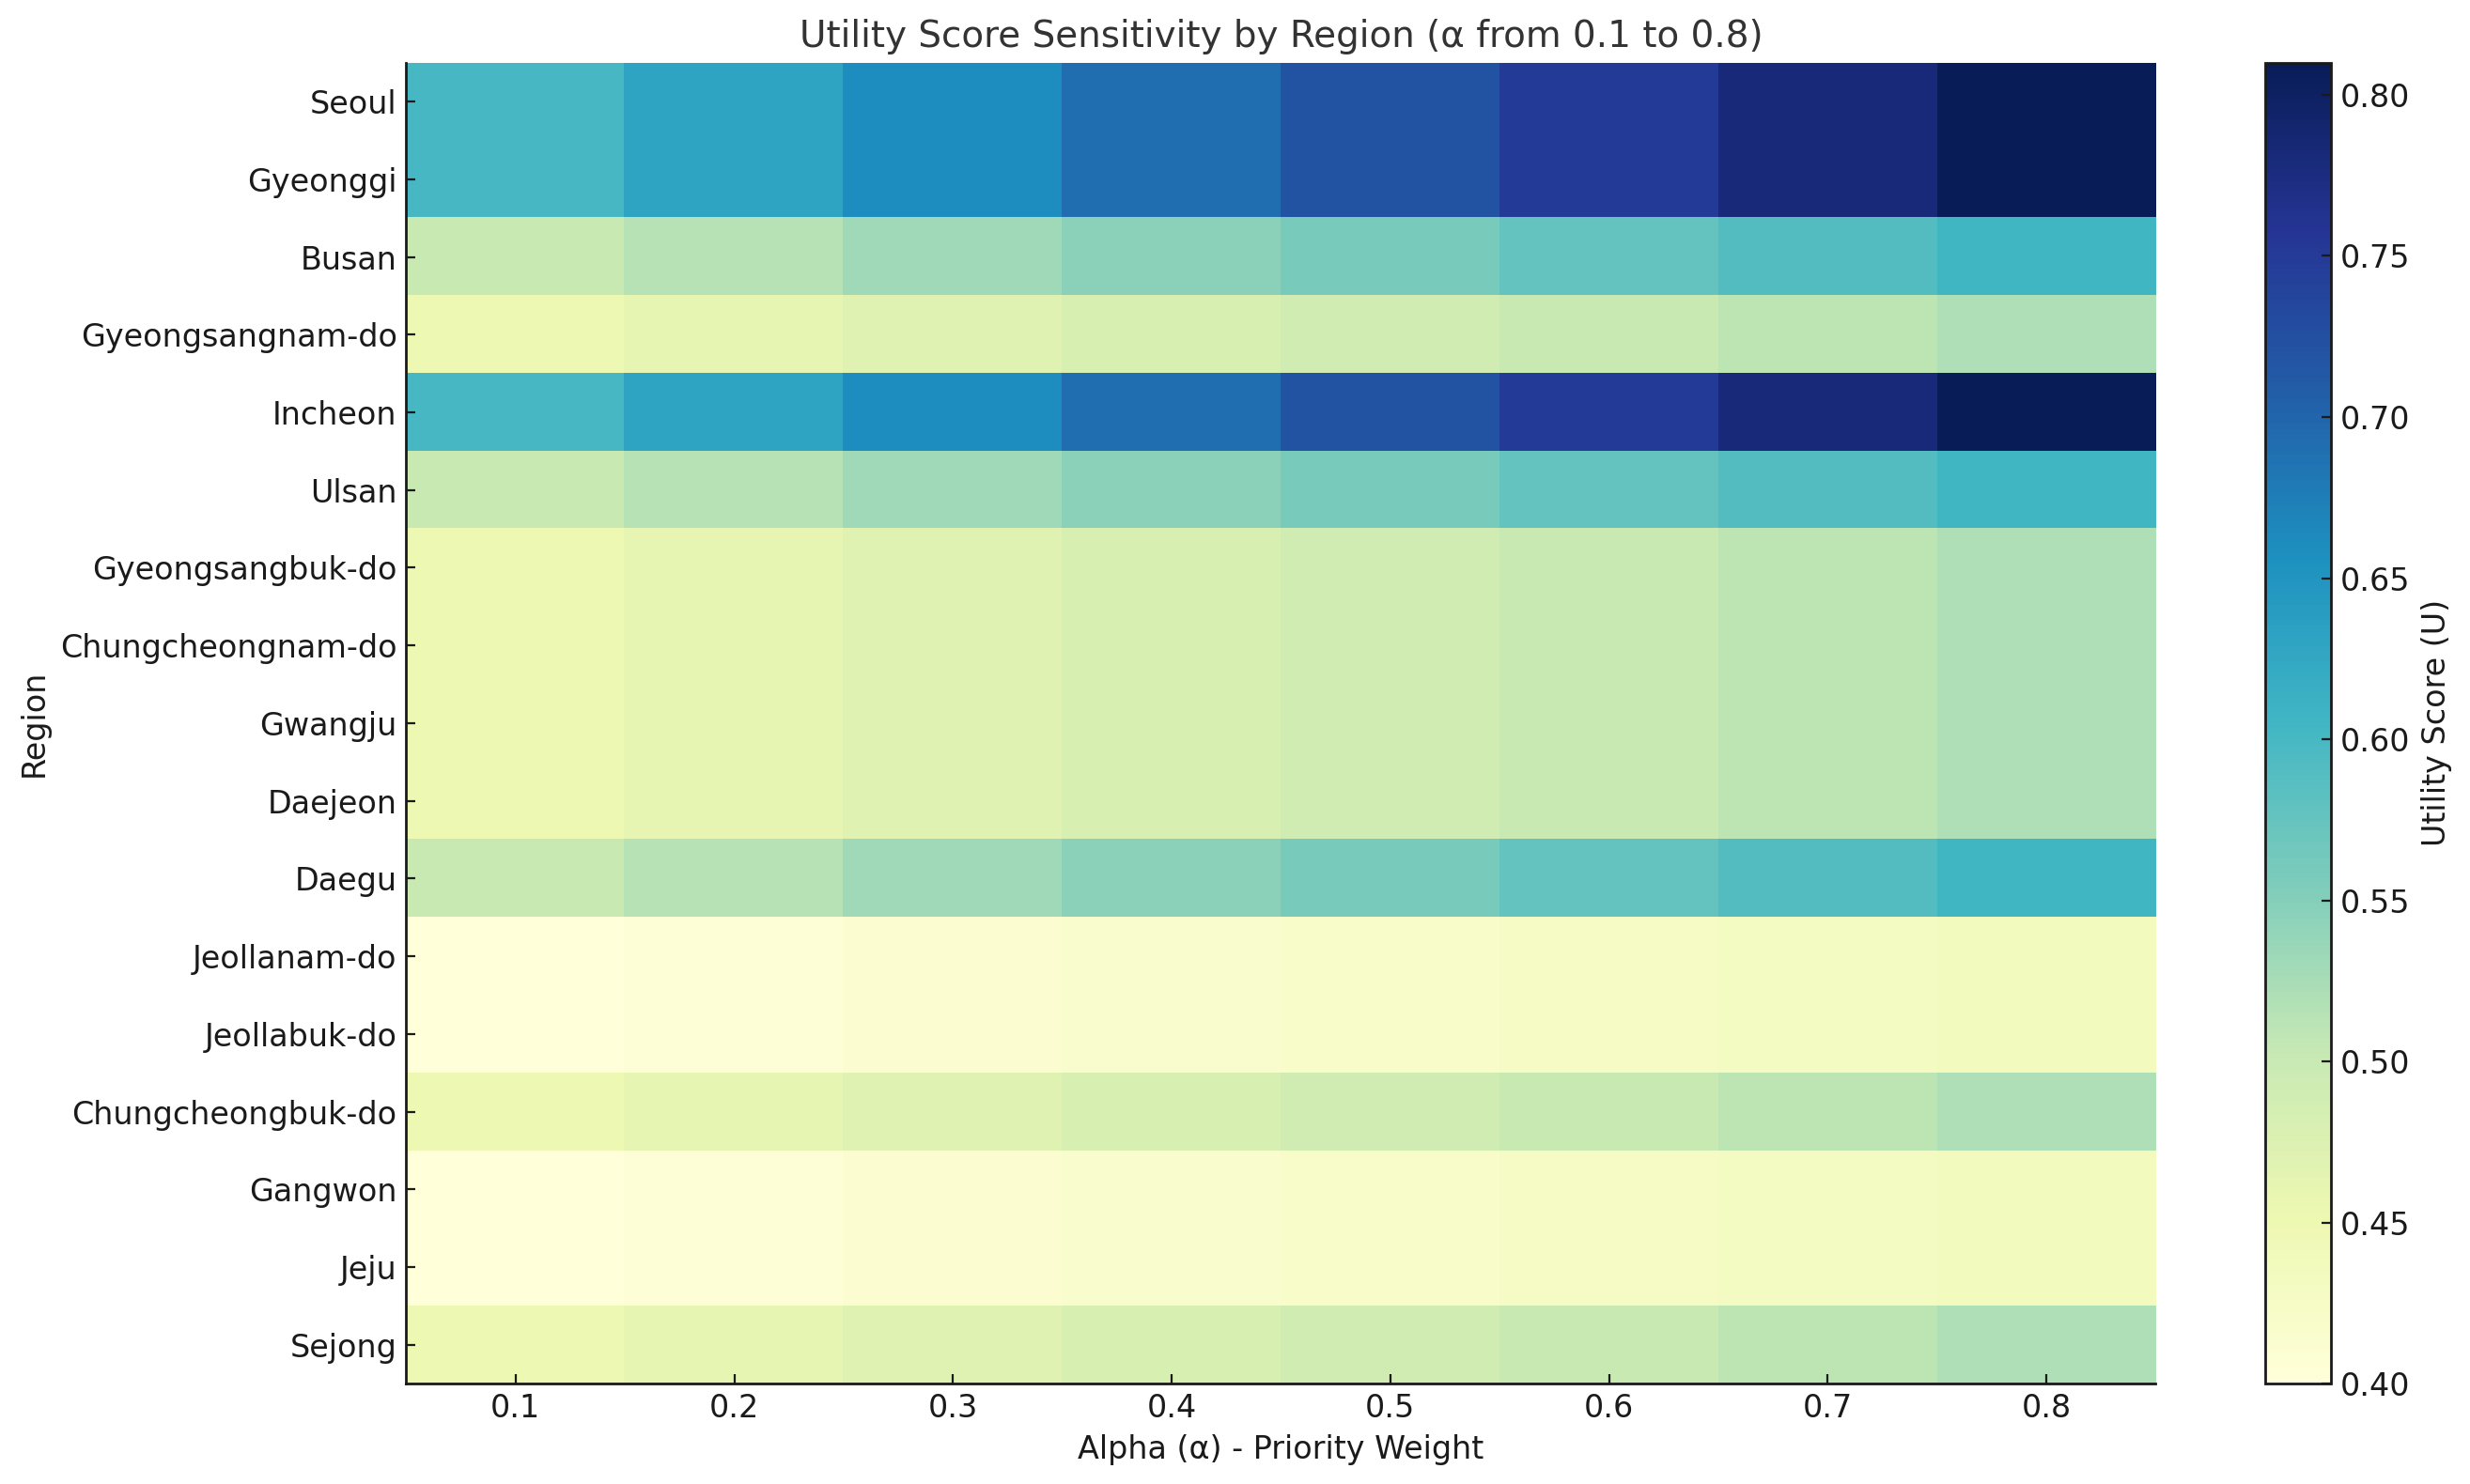 Utility Score Sensitivity by Region (α from 0.1 to 0.8)
Region
Seoul
Gyeonggi
Busan
Gyeongsangnam-do
Incheon
Ulsan
Gyeongsangbuk-do
Chungcheongnam-do
Gwangju
Daejeon
Daegu
Jeollanam-do
Jeollabuk-do
Chungcheongbuk-do
Gangwon
Jeju
Sejong
0.1 0.2 0.3 0.4 0.5 0.6 0.7 0.8
Alpha (α) - Priority Weight
0.80
0.75
0.70
0.65
0.60
0.55
0.50
0.45
0.40
Utility Score (U)